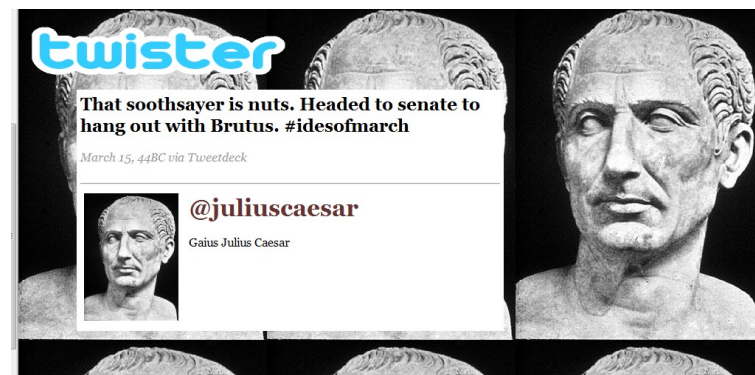 twister
That soothsayer is nuts. Headed to senate to
hang out with Brutus. #idesofmarch
March 15, 44BC via Tweetdeck
@juliuscaesar
Gaius Julius Caesar